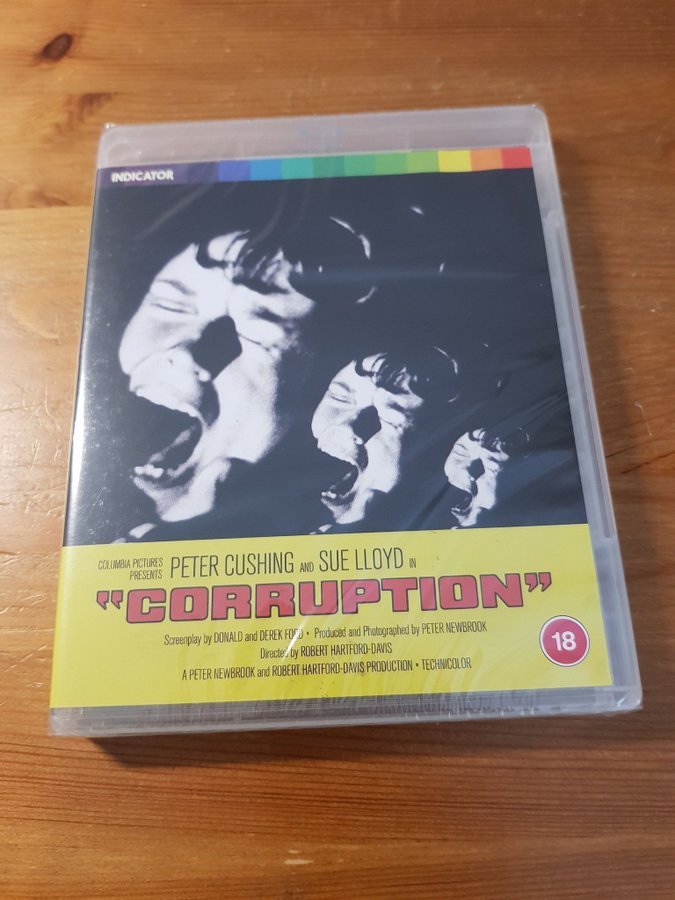 INDICATOR
COLUMBIA PICTURES
PRESENTS PETER CUSHING AND SUE LLOYD IN
"CORRUPTION"
Screenplay by DONALD and DEREK FORD • Produced and Photographed by PETER NEWBROOK
Directed by ROBERT HARTFORD-DAVIS
A PETER NEWBROOK and ROBERT HARTFORD-DAVIS PRODUCTION • TECHNICOLOR
18